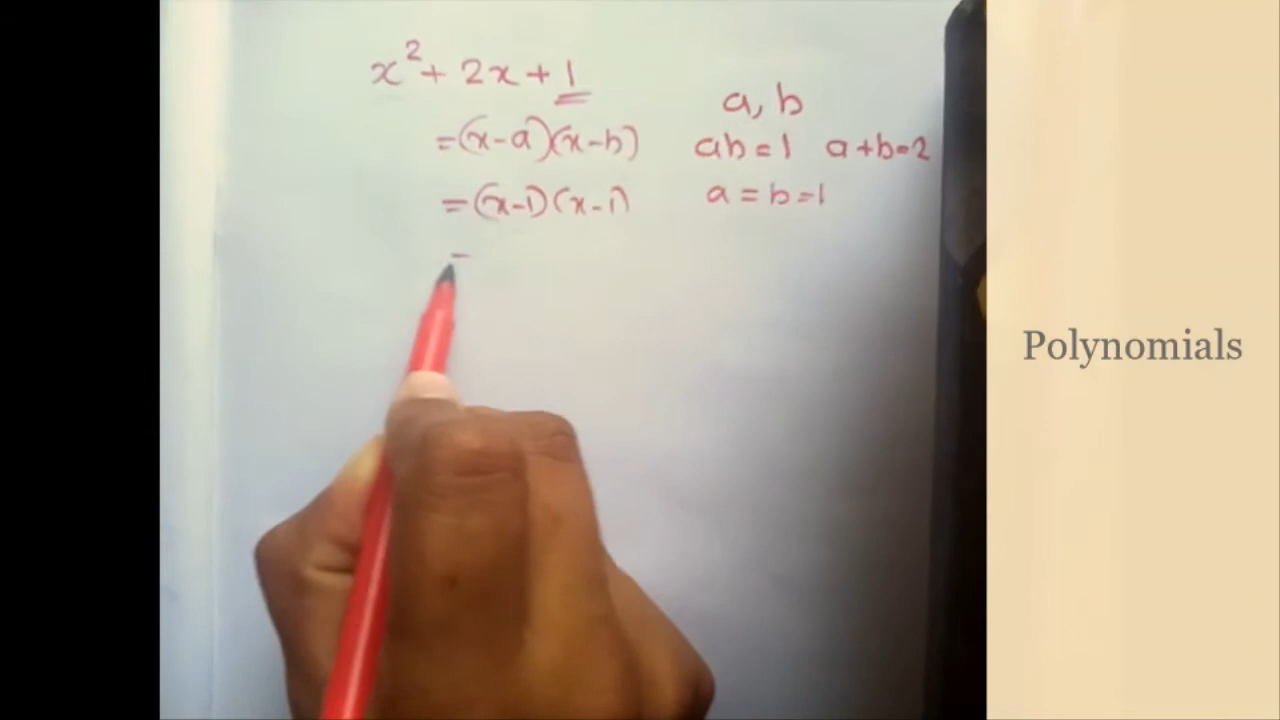 x² + 2x + 1
a, b
=(x-a)(x-b)
ab = 1 a+b=2
=(x-1)(x-1)
a = b = 1
Polynomials